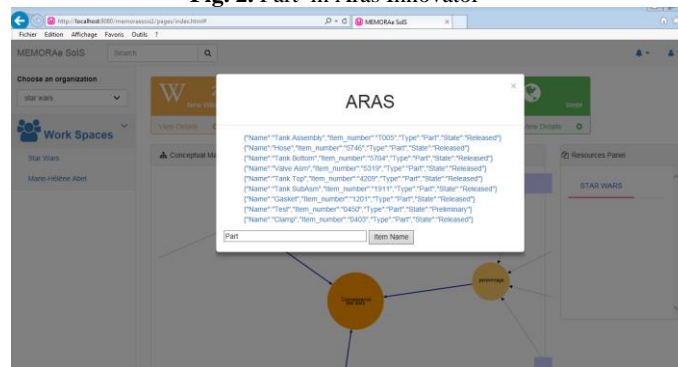 Fig. 2. Part in Aras Innovator
http://localhost:8080/memoraesois2/pages/index.html#
MEMORAe SoIS
Fichier Edition Affichage Favoris Outils ?
MEMORAe SoIS
Search
Choose an organization
star wars
Work Spaces
Star Wars
Marie-Hélène Abel
W
View Details
Conceptual Ma
ARAS
×
{"Name":"Tank Assembly","Item_number":"T005","Type":"Part","State":"Released"}
{"Name":"Hose","Item_number":"5746","Type":"Part","State":"Released"}
{"Name":"Tank Bottom","Item_number":"5704","Type":"Part","State":"Released"}
{"Name":"Valve Asm","Item_number":"5319","Type":"Part","State":"Released"}
{"Name":"Tank Top","Item_number":"4209","Type":"Part","State":"Released"}
{"Name":"Tank SubAsm","Item_number":"1911","Type":"Part","State":"Released"}
{"Name":"Gasket","Item_number":"1201","Type":"Part","State":"Released"}
{"Name":"Test","Item_number":"0450","Type":"Part","State":"Preliminary"}
{"Name":"Clamp","Item_number":"0403","Type":"Part","State":"Released"}
Part
Item Name
View Details
Resources Panel
STAR WARS
personnage